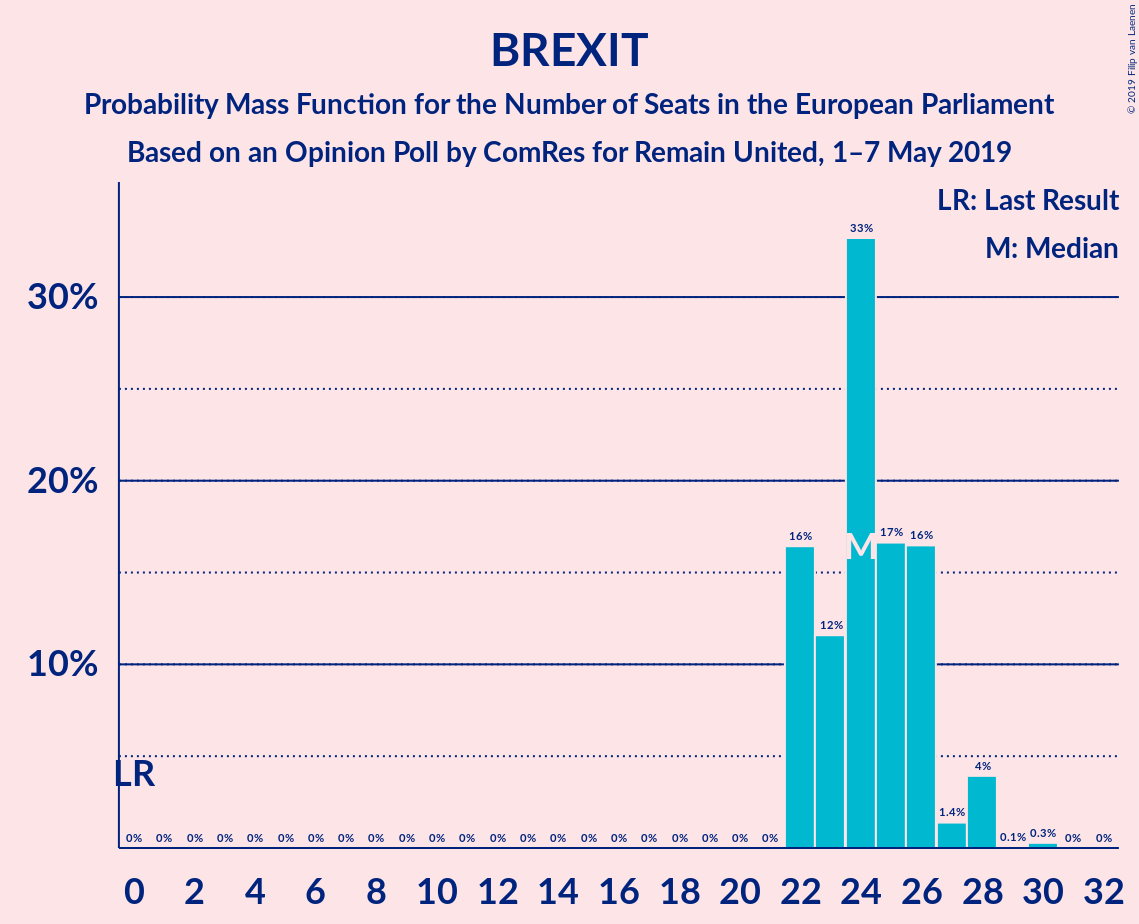 BREXIT
Probability Mass Function for the Number of Seats in the European Parliament
Based on an Opinion Poll by ComRes for Remain United, 1–7 May 2019
© 2019 Filip van Laenen
LR: Last Result
M: Median
30%
20%
10%
33%
16%
12%
M
17%
16%
1.4%
4%
0.1%
0.3%
0%
0%
LR
0% 0% 0% 0% 0% 0% 0% 0% 0% 0% 0% 0% 0% 0% 0% 0% 0% 0% 0% 0% 0% 0%
0 2 4 6 8 10 12 14 16 18 20 22 24 26 28 30 32